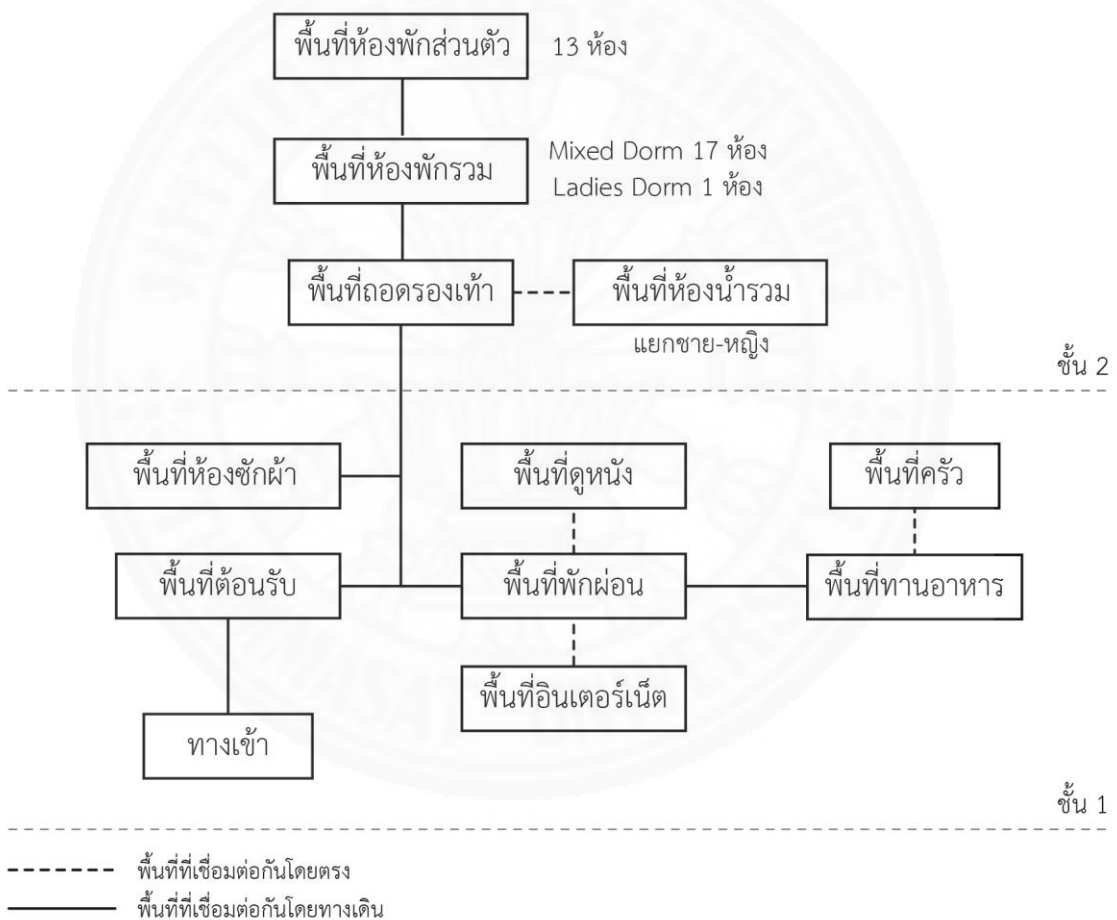 พื้นที่ห้องพักส่วนตัว 13 ห้อง
พื้นที่ห้องพักรวม
Mixed Dorm 17 ห้อง
Ladies Dorm 1 ห้อง
พื้นที่ถอดรองเท้า
พื้นที่ห้องน้ำรวม
แยกชาย-หญิง
ชั้น 2
พื้นที่ห้องซักผ้า
พื้นที่ดูหนัง
พื้นที่ครัว
พื้นที่ต้อนรับ
พื้นที่พักผ่อน
พื้นที่ทานอาหาร
พื้นที่อินเตอร์เน็ต
ทางเข้า
ชั้น 1
พื้นที่ที่เชื่อมต่อกันโดยตรง
พื้นที่ที่เชื่อมต่อกันโดยทางเดิน